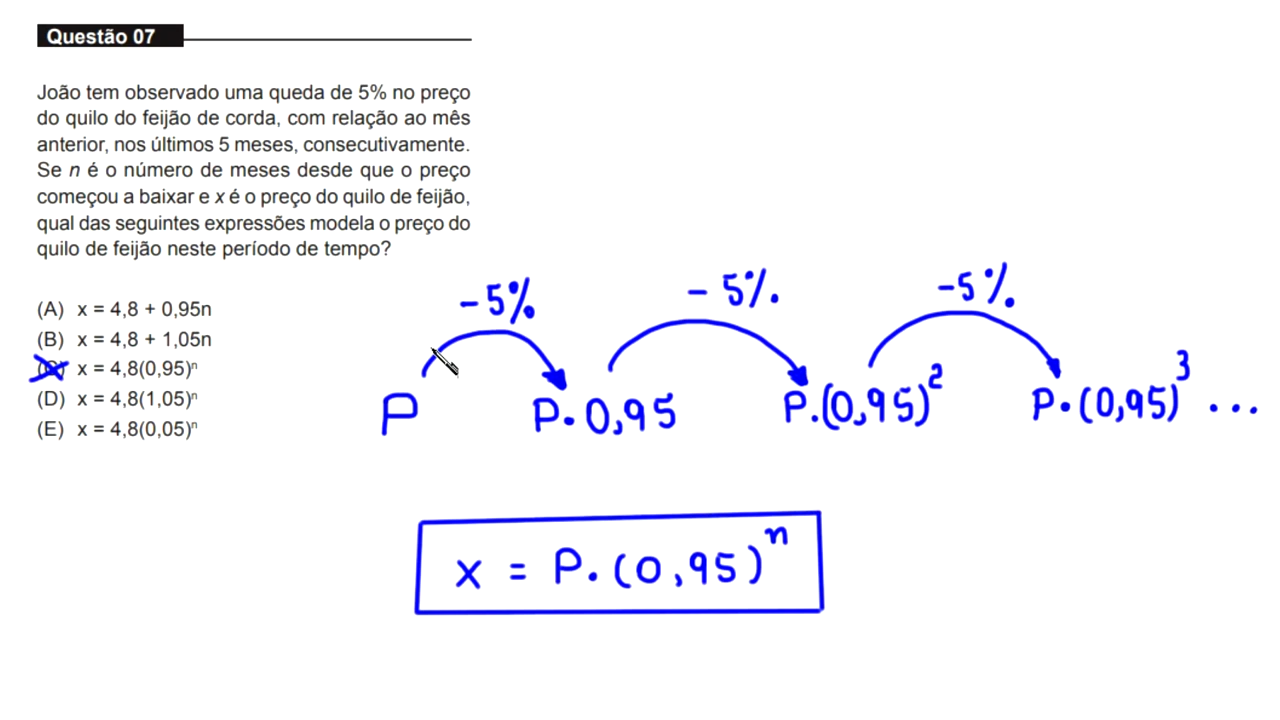 Questão 07
João tem observado uma queda de 5% no preço
do quilo do feijão de corda, com relação ao mês
anterior, nos últimos 5 meses, consecutivamente.
Se n é o número de meses desde que o preço
começou a baixar e x é o preço do quilo de feijão,
qual das seguintes expressões modela o preço do
quilo de feijão neste período de tempo?
(A) x = 4,8 + 0,95n
(B) x = 4,8 + 1,05n
(C) x = 4,8(0,95)ⁿ
(D) x = 4,8(1,05)ⁿ
(E) x = 4,8(0,05)ⁿ
-5% - 5% -5%
P P.0,95 P.(0,95)² P.(0,95)³ ...
x = P.(0,95)ⁿ